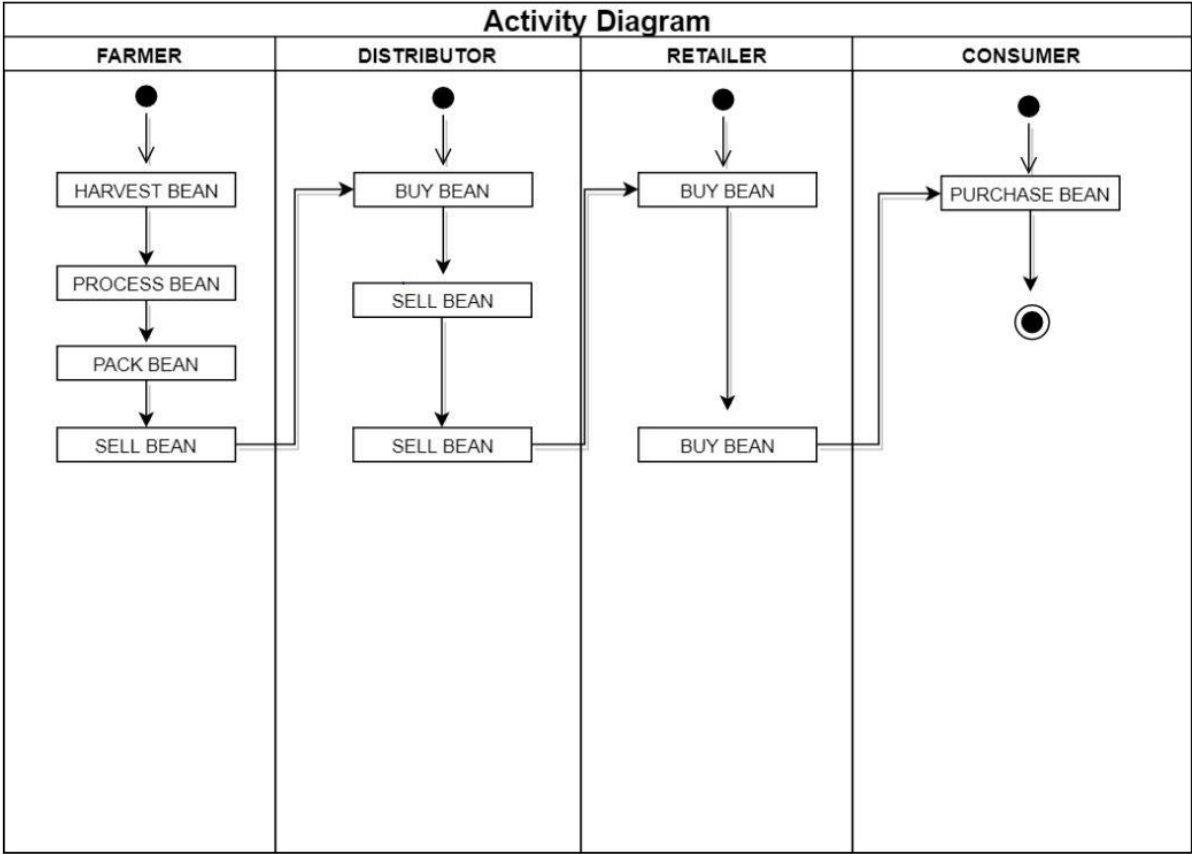 Activity Diagram
FARMER
DISTRIBUTOR
RETAILER
CONSUMER
HARVEST BEAN
PROCESS BEAN
PACK BEAN
SELL BEAN
BUY BEAN
SELL BEAN
SELL BEAN
BUY BEAN
BUY BEAN
PURCHASE BEAN